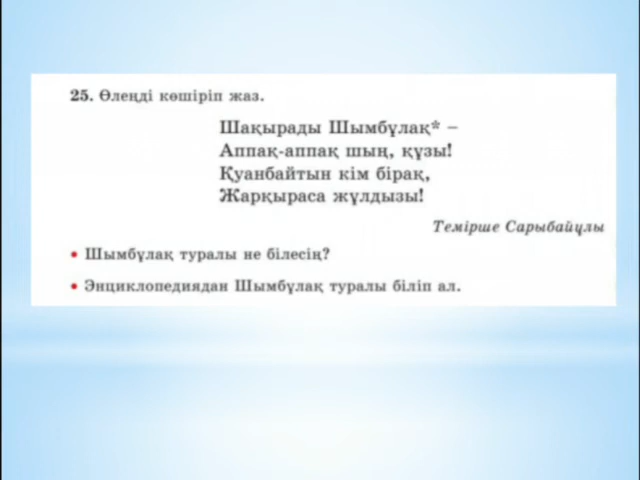 25. Өлеңді көшіріп жаз.
Шақырады Шымбұлақ* –
Аппақ-аппақ шың, құзы!
Қуанбайтын кім бірақ,
Жарқыраса жұлдызы!
Темірше Сарыбайұлы
• Шымбұлақ туралы не білесің?
• Энциклопедиядан Шымбұлақ туралы біліп ал.